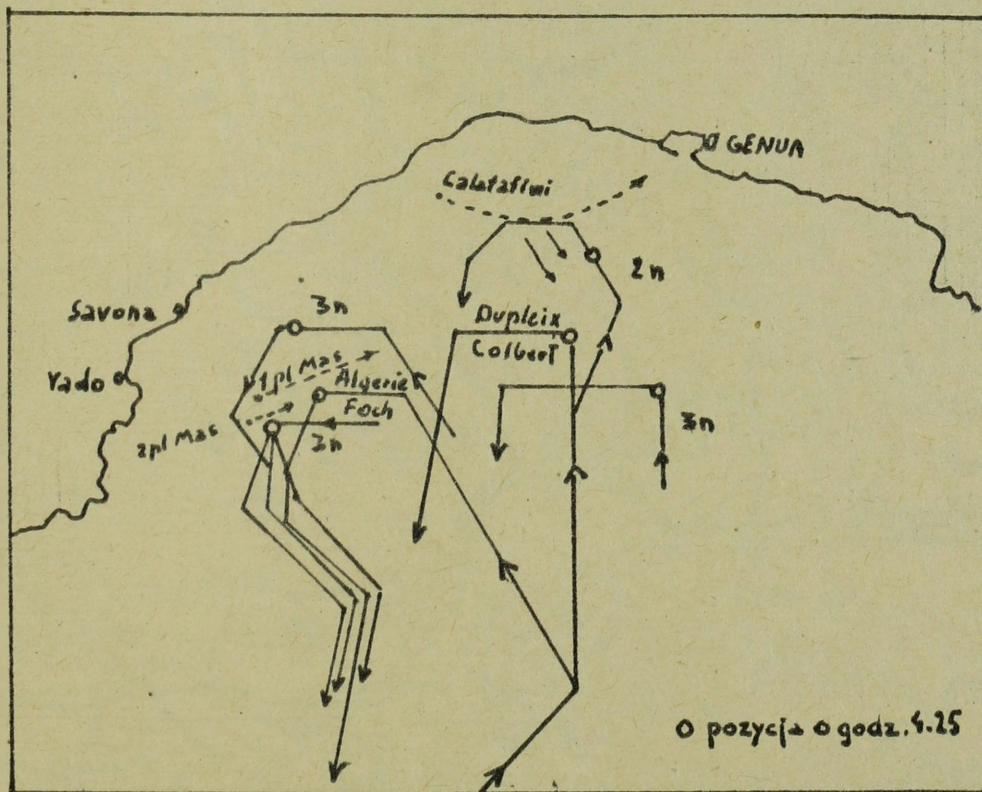 GENUA
Calatafimi
2n
Savona
3n
Dupleix
Colbert
Vado
1 pl Mas
Algerie
Foch
3n
2 pl Mas
3n
O pozycja o godz. 4.25